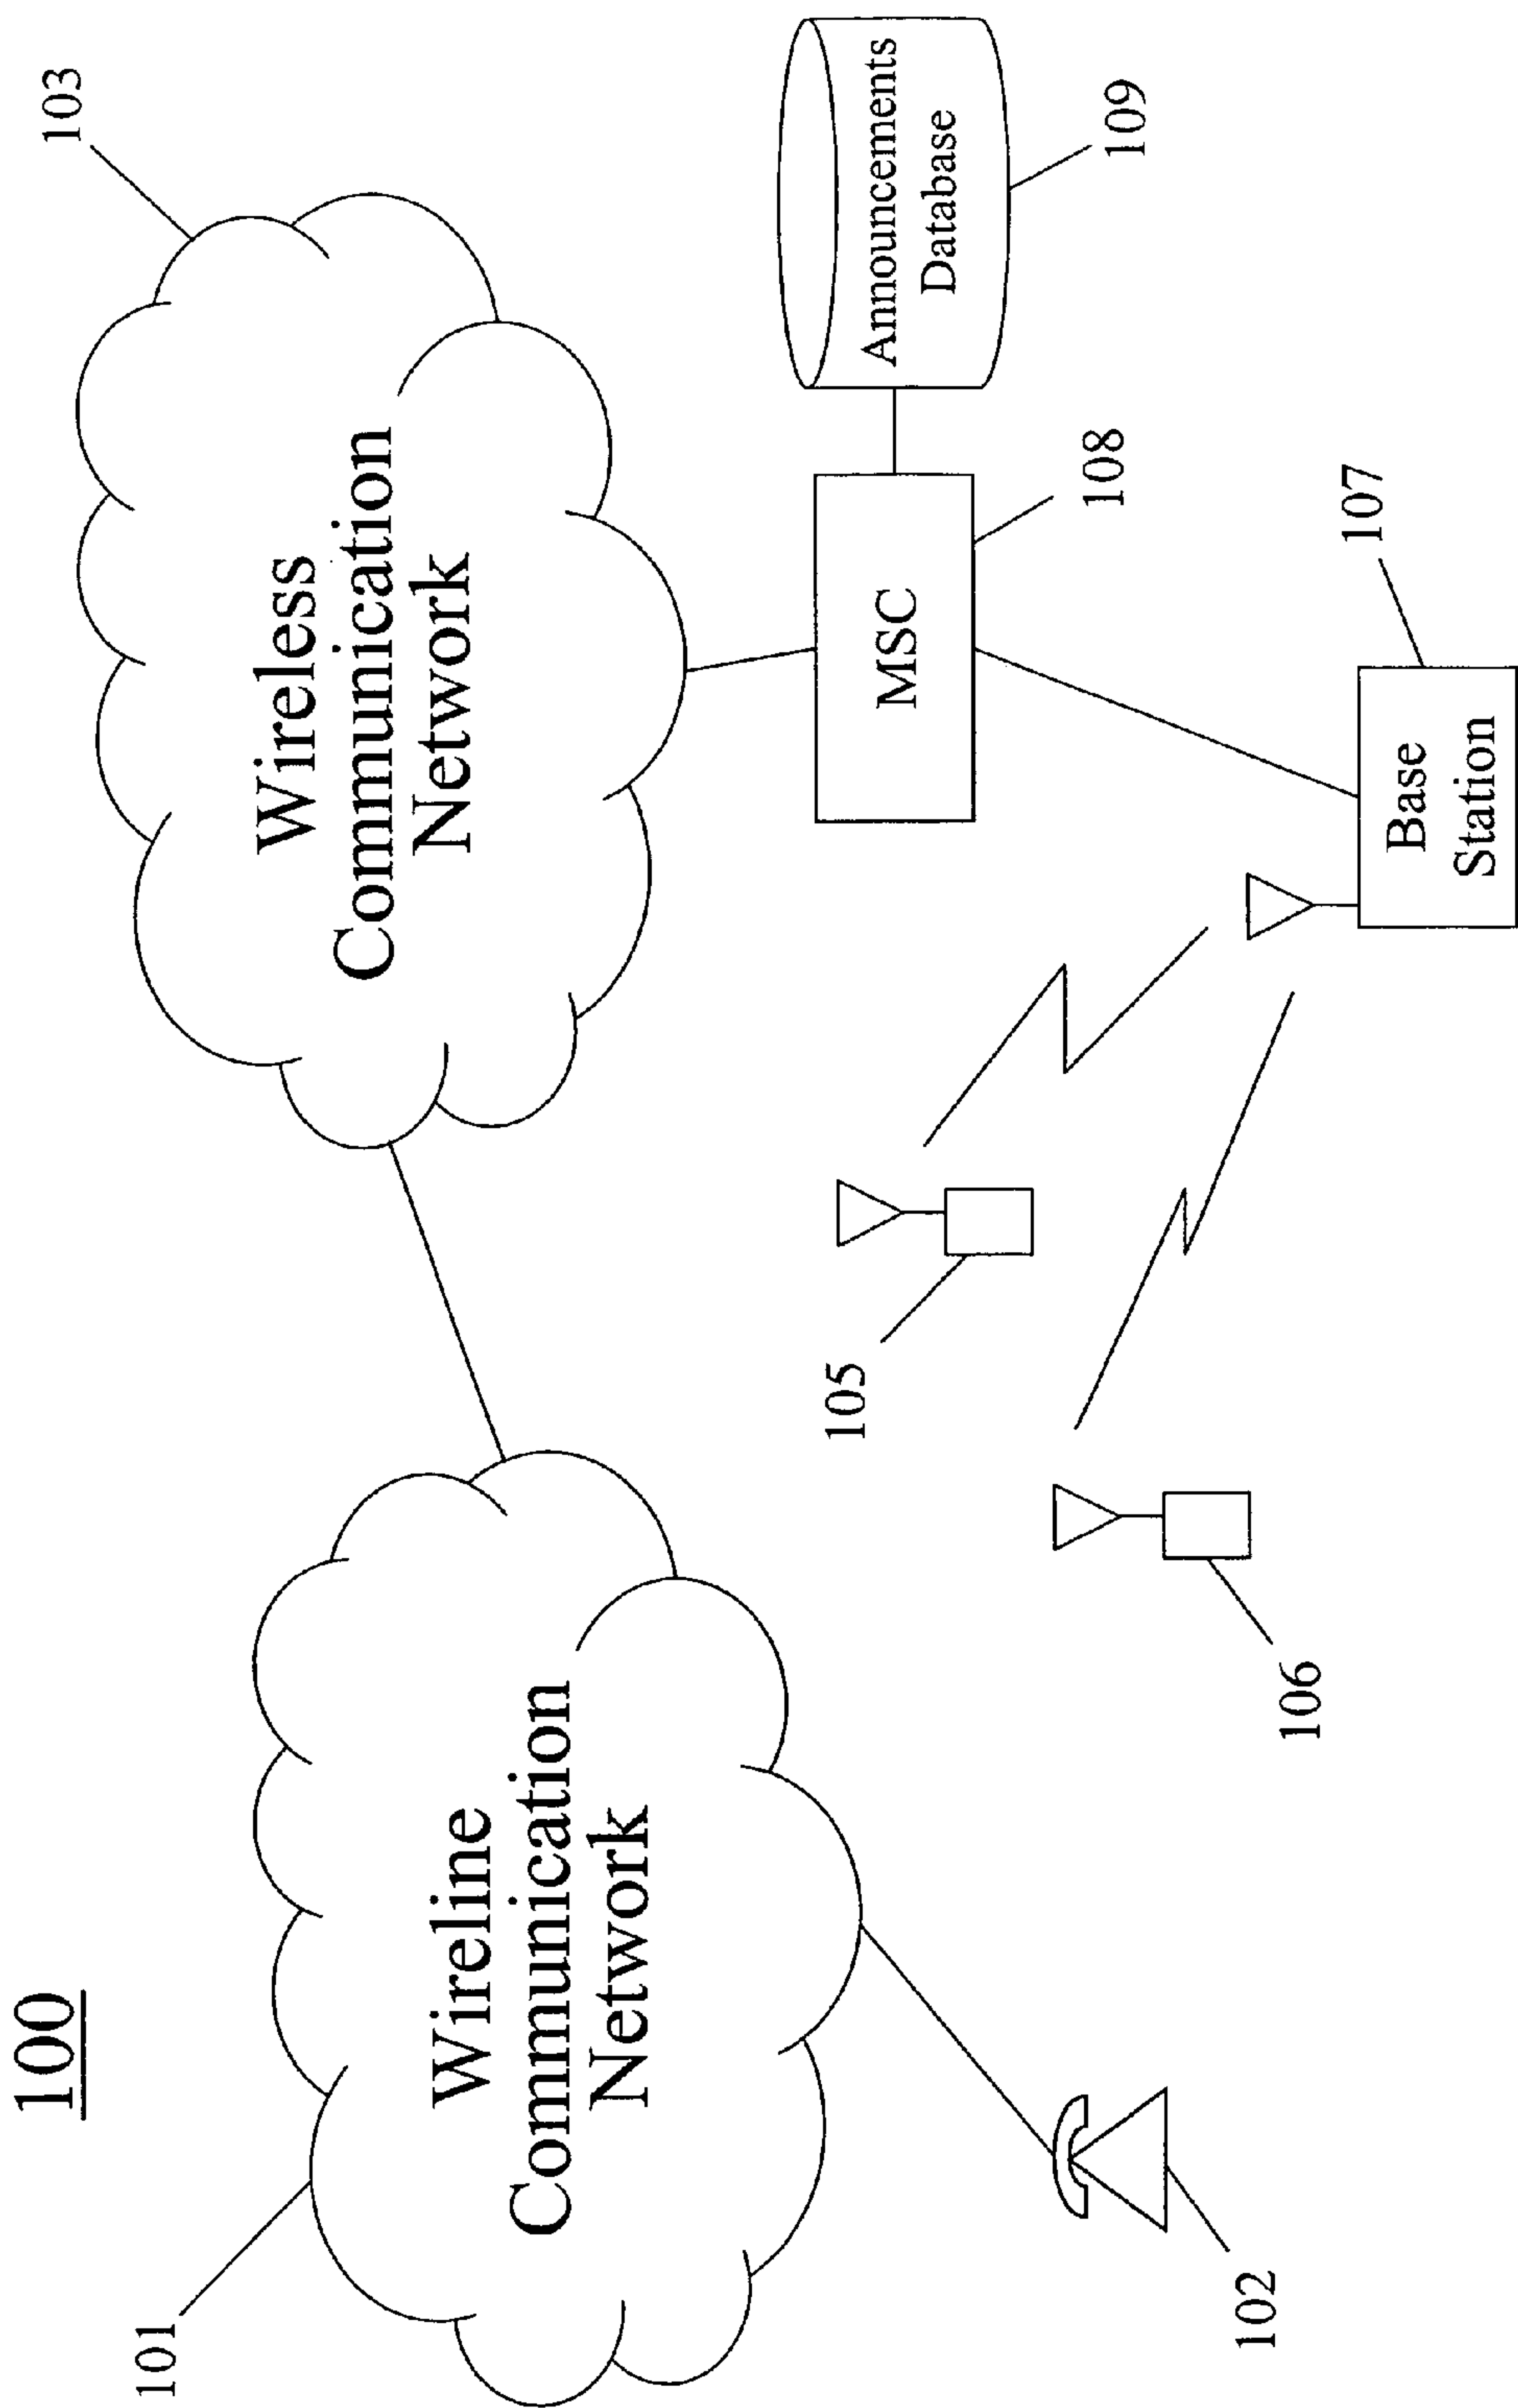 100
101
Wireline
Communication
Network
102
103
Wireless
Communication
Network
105
106
MSC
108
Announcements
Database
109
Base
Station
107